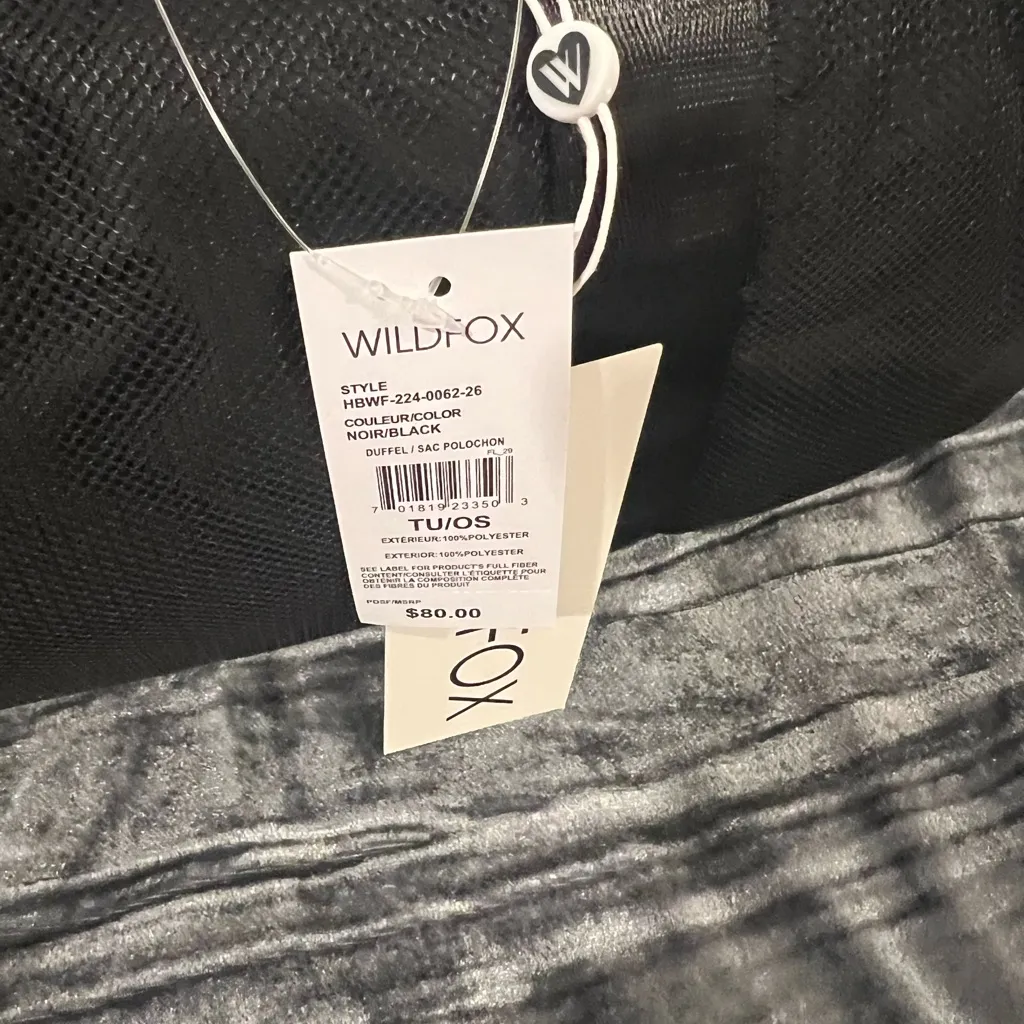 W
WILDFOX
STYLE
HBWF-224-0062-26
COULEUR/COLOR
NOIR/BLACK
DUFFEL / SAC POLOCHON
FL_29
7 01819 23350 3
TU/OS
EXTÉRIEUR:100%POLYESTER
EXTERIOR:100%POLYESTER
SEE LABEL FOR PRODUCT'S FULL FIBER
CONTENT/CONSULTER L'ÉTIQUETTE POUR
OBTENIR LA COMPOSITION COMPLÈTE
DES FIBRES DU PRODUIT
PDSF/MSRP
$80.00
FOX